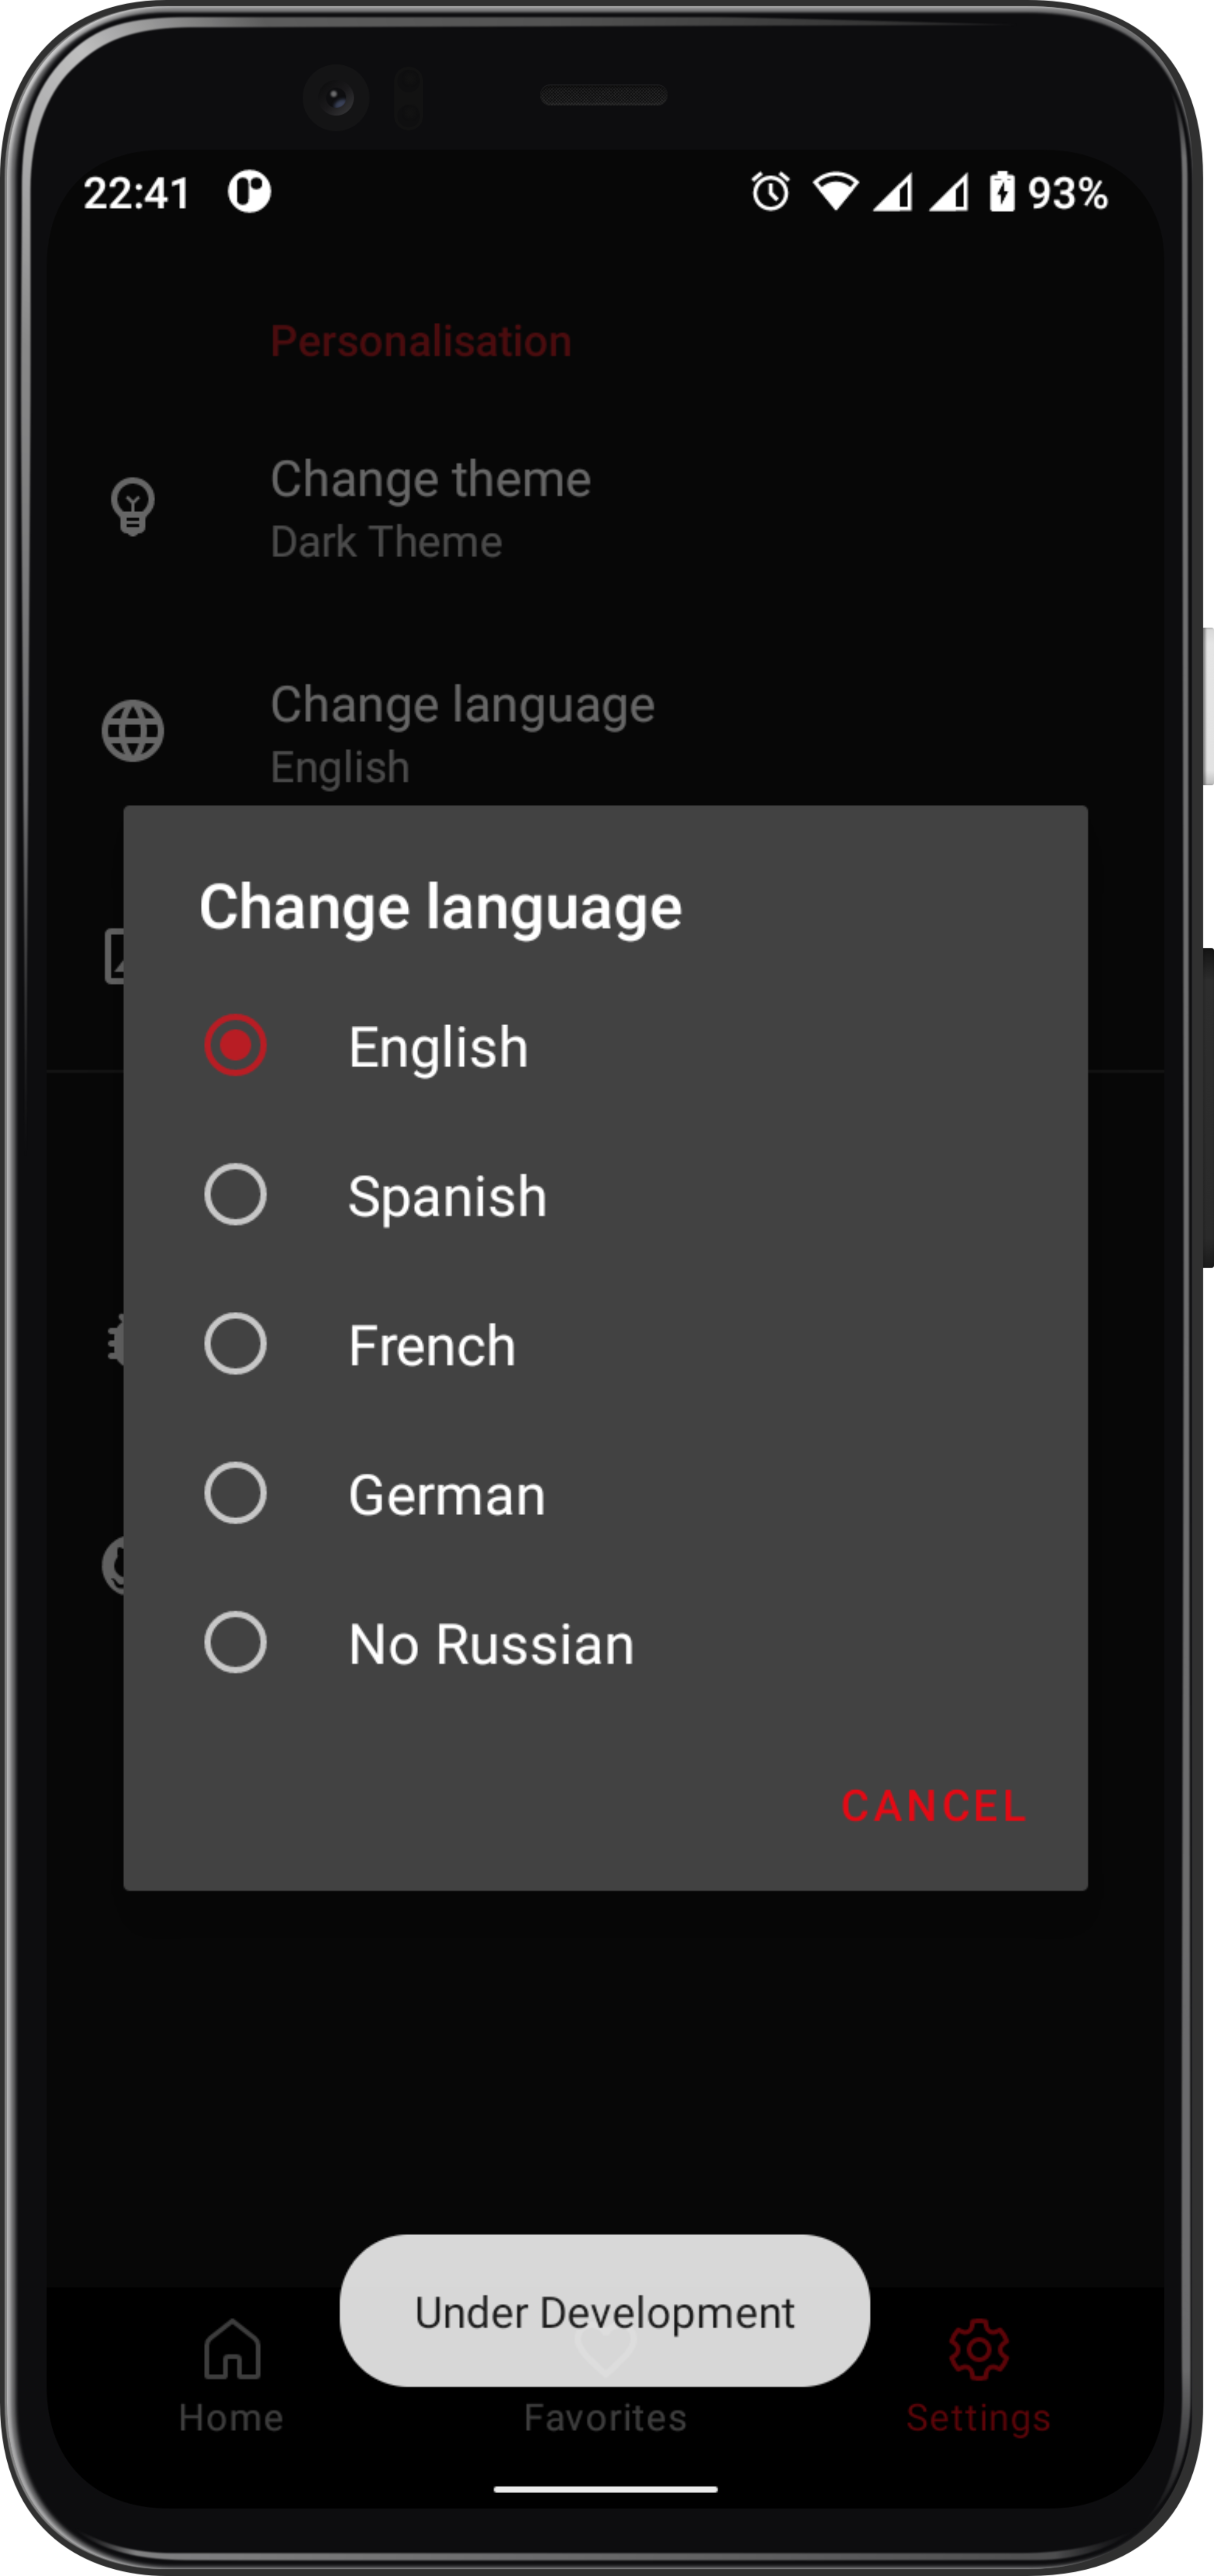 22:41 93%
Personalisation
Change theme
Dark Theme
Change language
English
Change language
English
Spanish
French
German
No Russian
CANCEL
Under Development
Home Favorites Settings